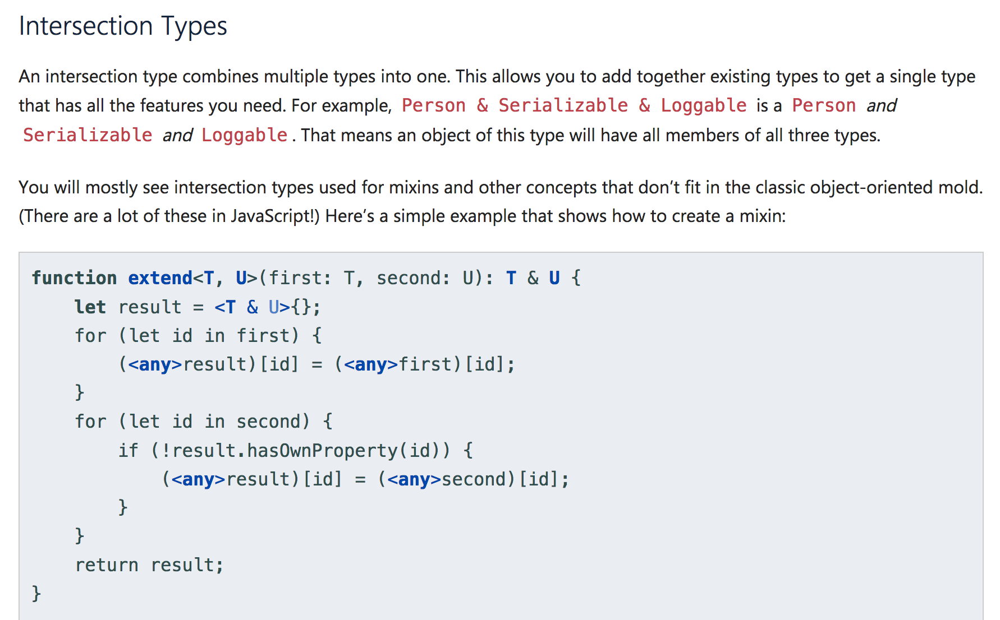 Intersection Types
An intersection type combines multiple types into one. This allows you to add together existing types to get a single type
that has all the features you need. For example, Person & Serializable & Loggable is a Person and
Serializable and Loggable. That means an object of this type will have all members of all three types.
You will mostly see intersection types used for mixins and other concepts that don’t fit in the classic object-oriented mold.
(There are a lot of these in JavaScript!) Here’s a simple example that shows how to create a mixin:
function extend<T, U>(first: T, second: U): T & U {
    let result = <T & U>{};
    for (let id in first) {
        (<any>result)[id] = (<any>first)[id];
    }
    for (let id in second) {
        if (!result.hasOwnProperty(id)) {
            (<any>result)[id] = (<any>second)[id];
        }
    }
    return result;
}